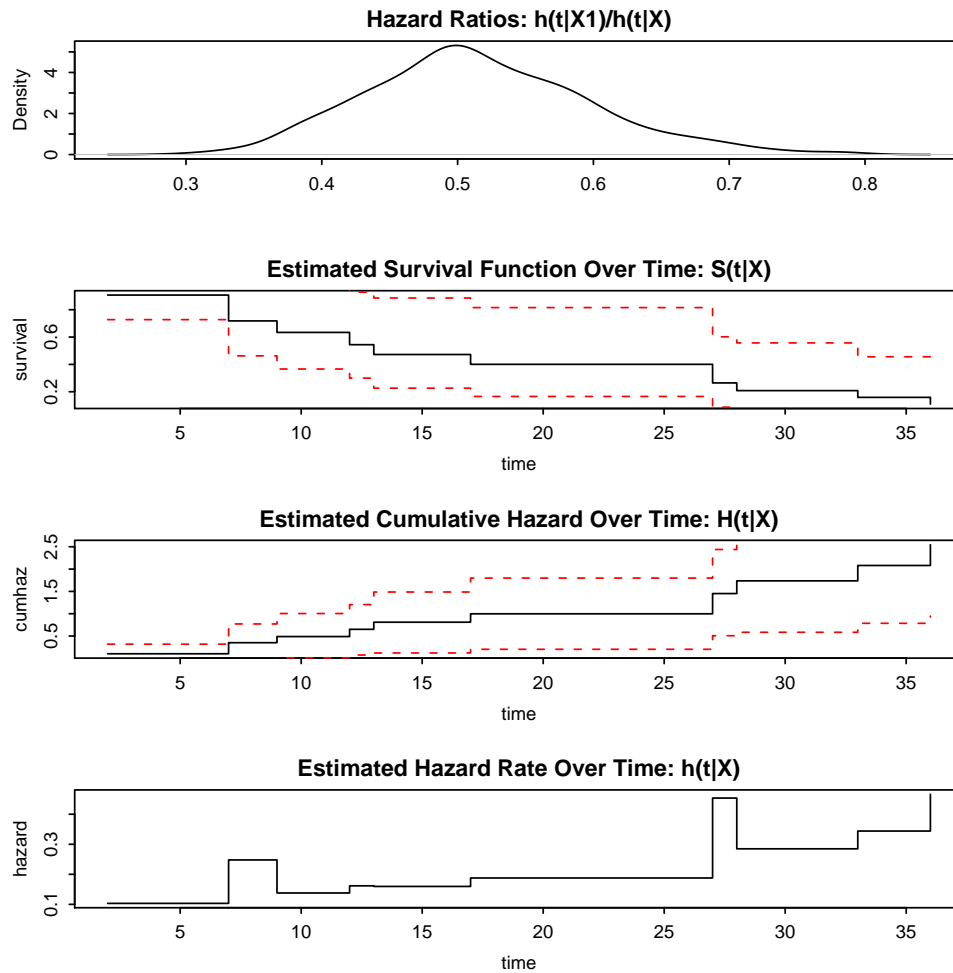 Hazard Ratios: h(t|X1)/h(t|X)
Density
0 2 4
0.3 0.4 0.5 0.6 0.7 0.8
Estimated Survival Function Over Time: S(t|X)
survival
0.2 0.6
5 10 15 20 25 30 35
time
Estimated Cumulative Hazard Over Time: H(t|X)
cumhaz
0.5 1.5 2.5
5 10 15 20 25 30 35
time
Estimated Hazard Rate Over Time: h(t|X)
hazard
0.1 0.3
5 10 15 20 25 30 35
time